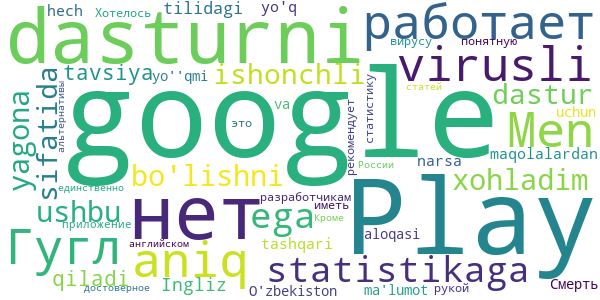 hech Хотелось tilidagi yo'q
dasturni работает
вирусу понятную
tavsiya yo''qmi ishonchli virusli
yagona sifatida альтернативы google va это статистику рекомендует статей
dastur uchun
Men
maqolalardan
narsa
России
bo'lishni xohladim
единственно нет Play
разработчикам иметь
ushbu ega Кроме
приложение aloqasi
Гугл английском tashqari
aniq statistikaga
qiladi Ingliz Смерть
достоверное O'zbekiston ma'lumot рукой